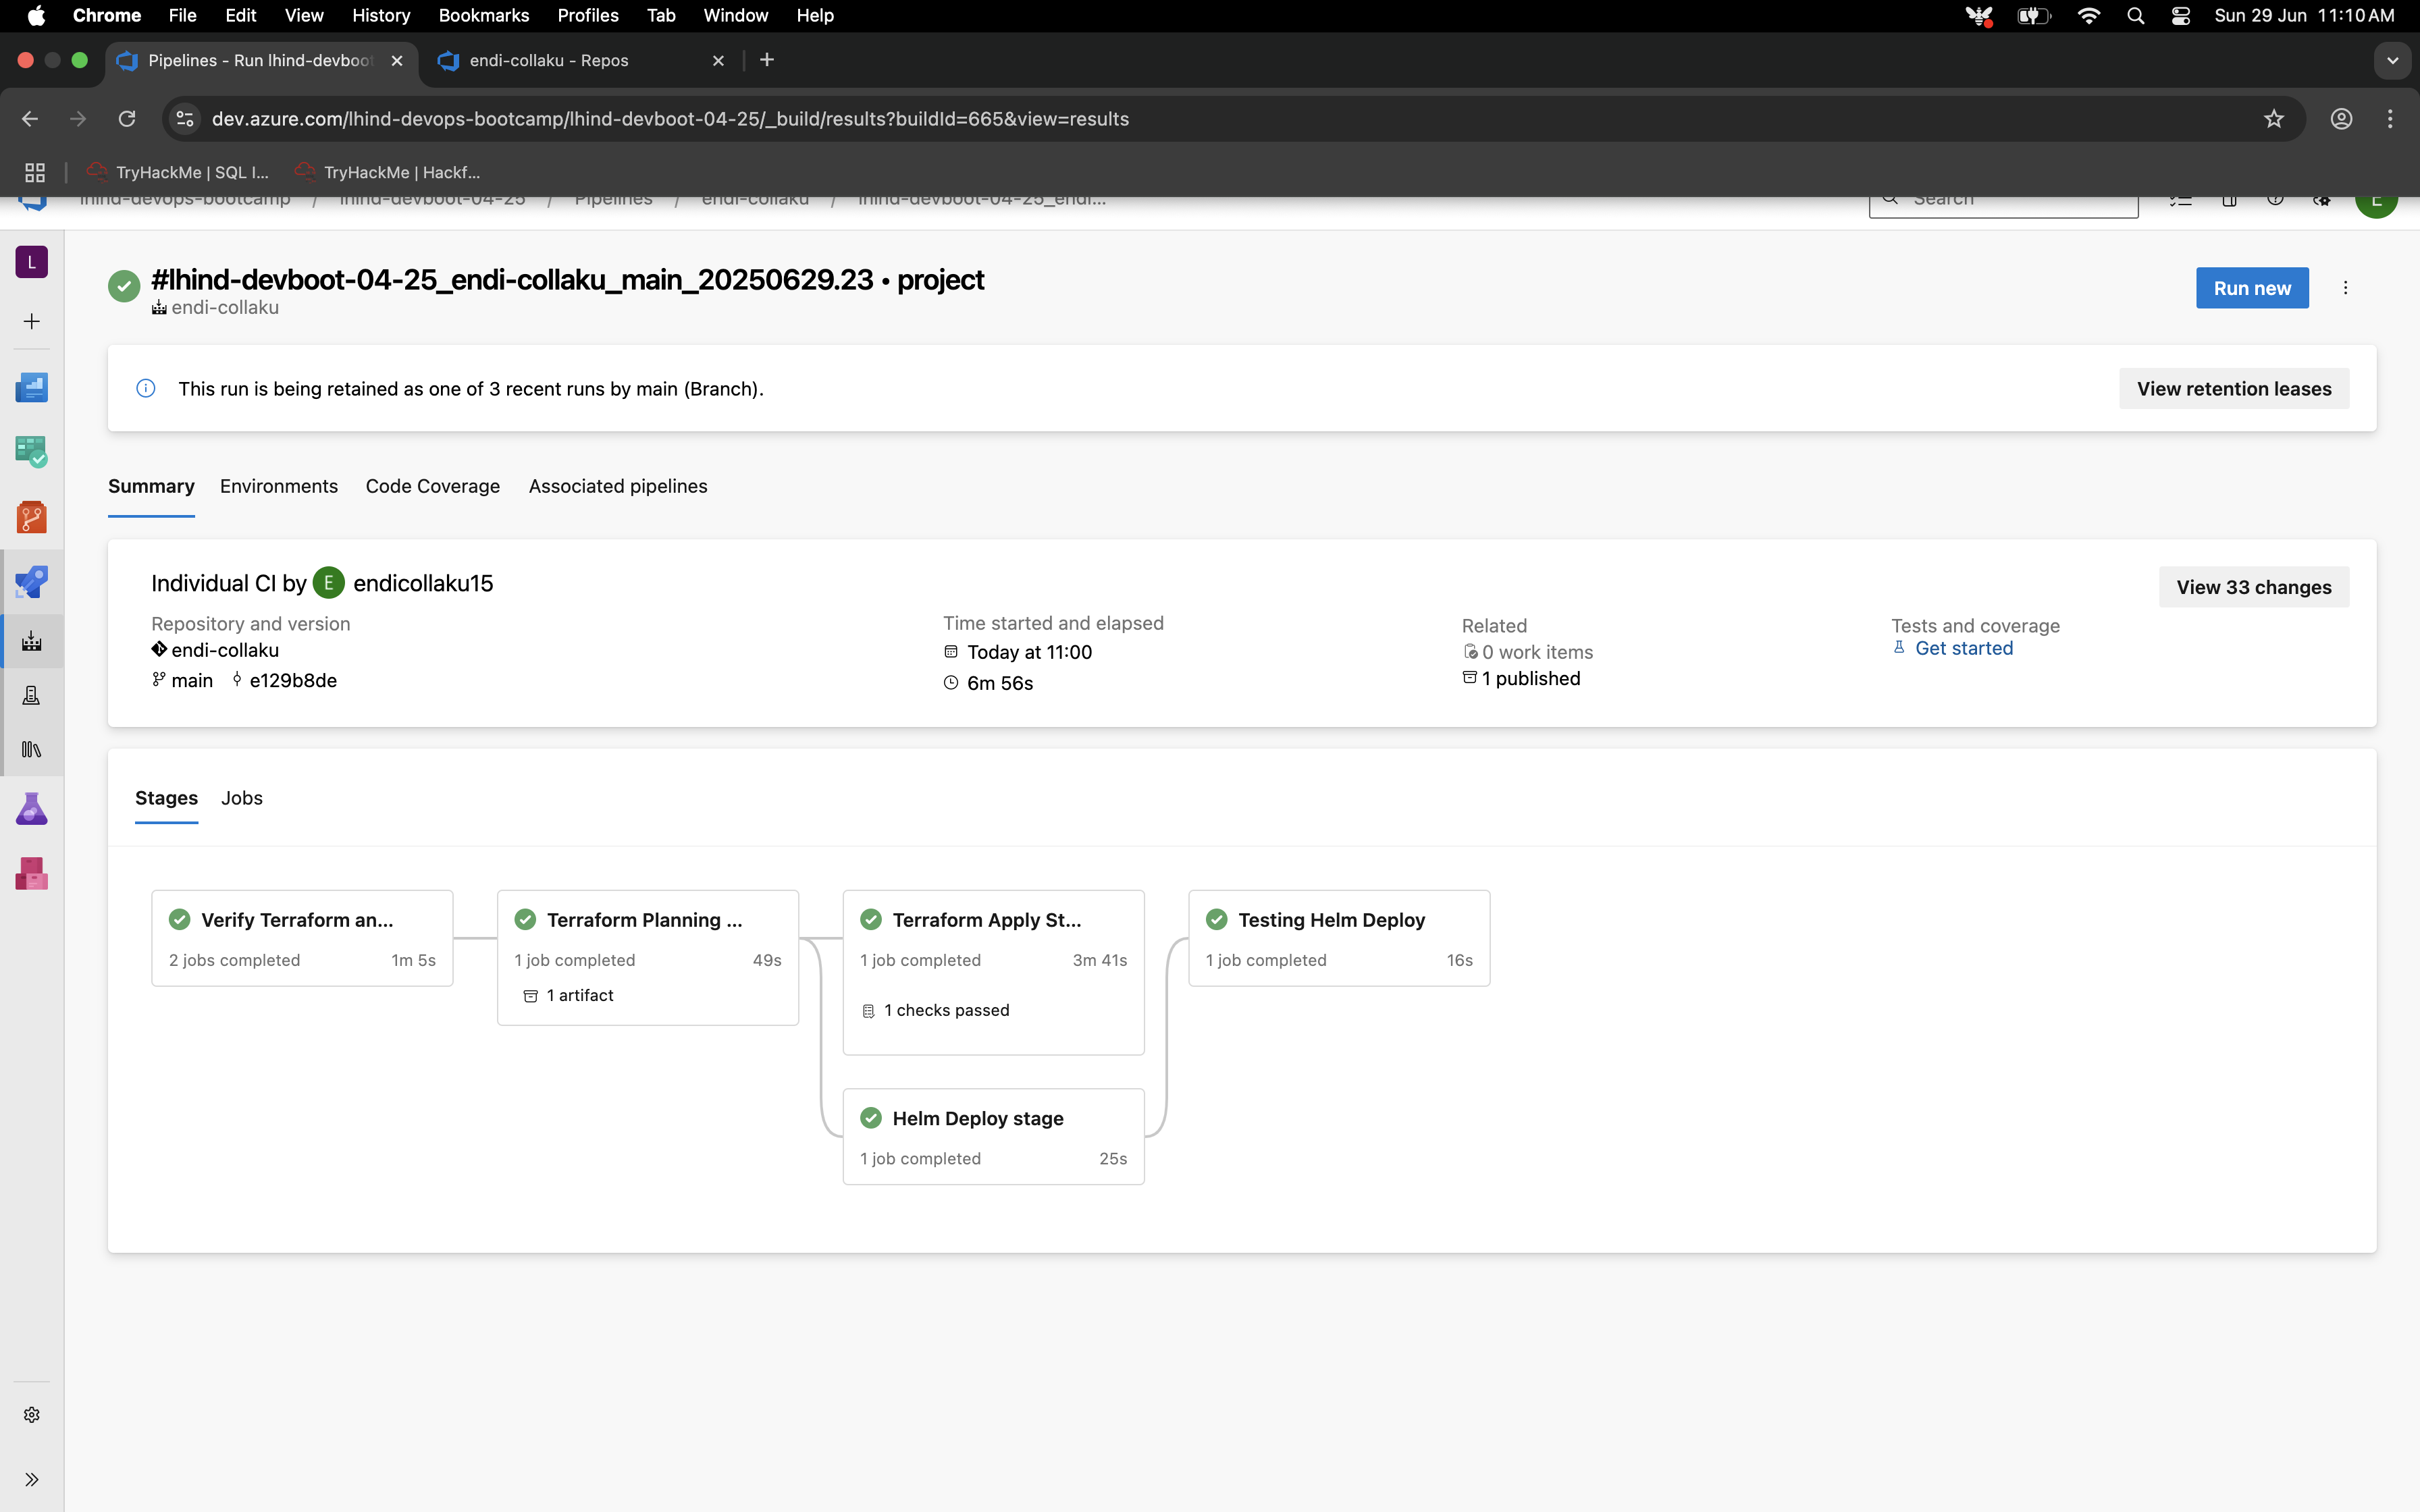 Chrome File Edit View History Bookmarks Profiles Tab Window Help Sun 29 Jun 11:10 AM
Pipelines - Run lhind-devboot endi-collaku - Repos
dev.azure.com/lhind-devops-bootcamp/lhind-devboot-04-25/_build/results?buildId=665&view=results
TryHackMe | SQL I... TryHackMe | Hackf...
lhind-devops-bootcamp / lhind-devboot-04-25 / Pipelines / endi-collaku / lhind-devboot-04-25_endi... Search E
L
#lhind-devboot-04-25_endi-collaku_main_20250629.23 • project
endi-collaku
Run new
This run is being retained as one of 3 recent runs by main (Branch).
View retention leases
Summary Environments Code Coverage Associated pipelines
Individual CI by E endicollaku15
View 33 changes
Repository and version
endi-collaku
main e129b8de
Time started and elapsed
Today at 11:00
6m 56s
Related
0 work items
1 published
Tests and coverage
Get started
Stages Jobs
Verify Terraform an...
2 jobs completed 1m 5s
Terraform Planning ...
1 job completed 49s
1 artifact
Terraform Apply St...
1 job completed 3m 41s
1 checks passed
Testing Helm Deploy
1 job completed 16s
Helm Deploy stage
1 job completed 25s